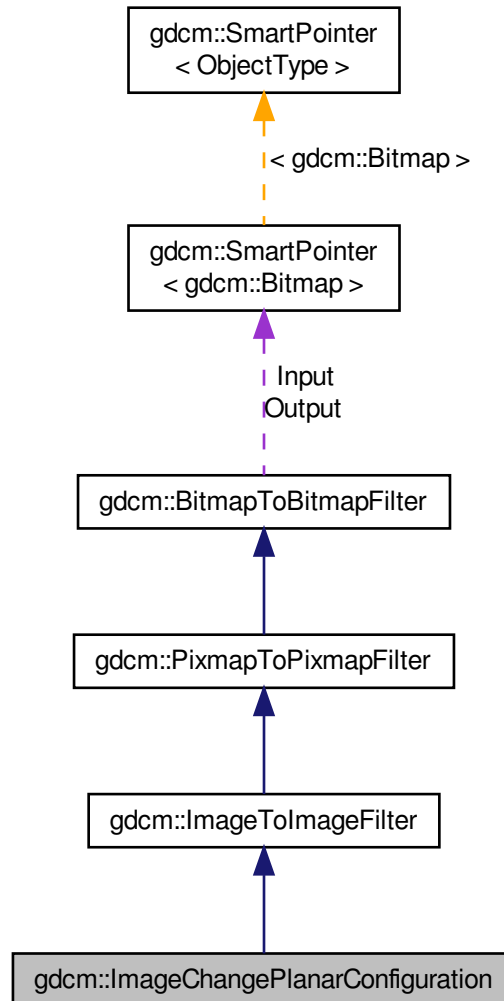 gdcm::SmartPointer
< ObjectType >
< gdcm::Bitmap >
gdcm::SmartPointer
< gdcm::Bitmap >
Input
Output
gdcm::BitmapToBitmapFilter
gdcm::PixmapToPixmapFilter
gdcm::ImageToImageFilter
gdcm::ImageChangePlanarConfiguration